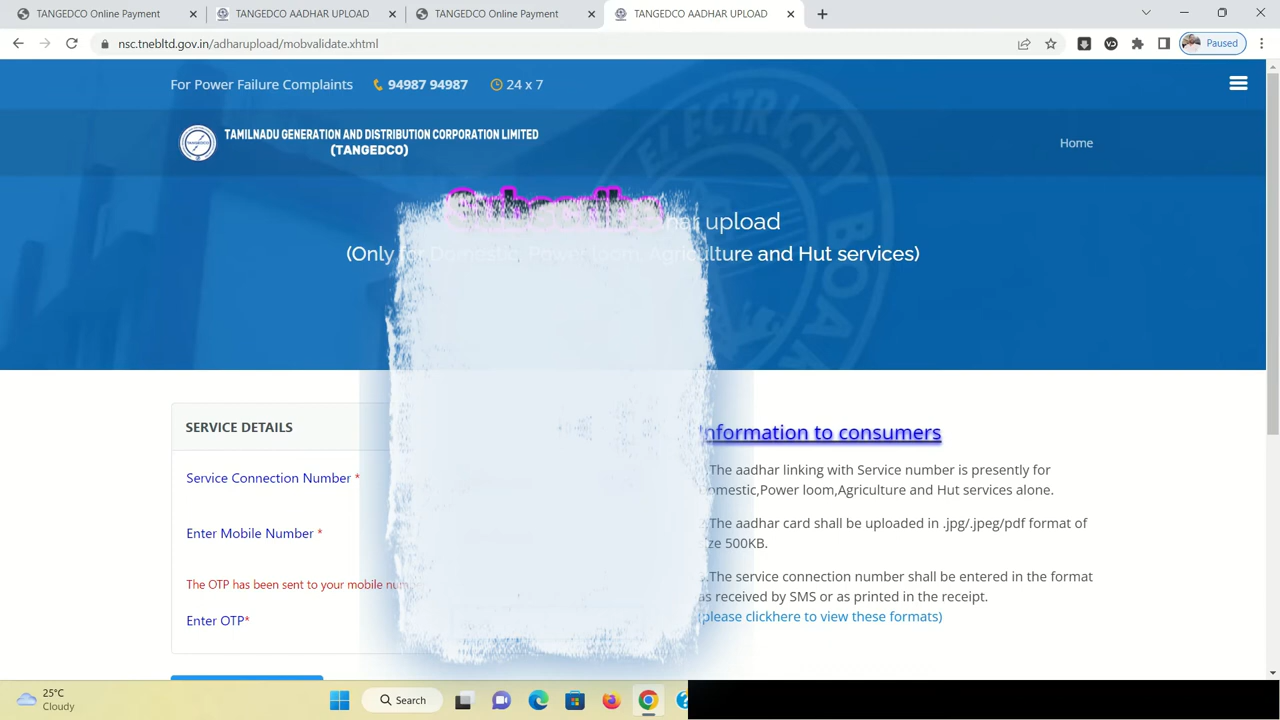 TANGEDCO Online Payment
TANGEDCO AADHAR UPLOAD
TANGEDCO Online Payment
TANGEDCO AADHAR UPLOAD
nsc.tnebltd.gov.in/adharupload/mobvalidate.xhtml
Paused
For Power Failure Complaints 94987 94987 24 x 7
TAMILNADU GENERATION AND DISTRIBUTION CORPORATION LIMITED
(TANGEDCO)
Home
upload
(Only for Domestic, Power loom, Agriculture and Hut services)
SERVICE DETAILS
Service Connection Number *
Enter Mobile Number *
The OTP has been sent to your mobile num
Enter OTP*
nformation to consumers
.The aadhar linking with Service number is presently for
omestic,Power loom,Agriculture and Hut services alone.
.The aadhar card shall be uploaded in .jpg/.jpeg/pdf format of
ze 500KB.
.The service connection number shall be entered in the format
as received by SMS or as printed in the receipt.
please clickhere to view these formats)
25°C
Cloudy
Search